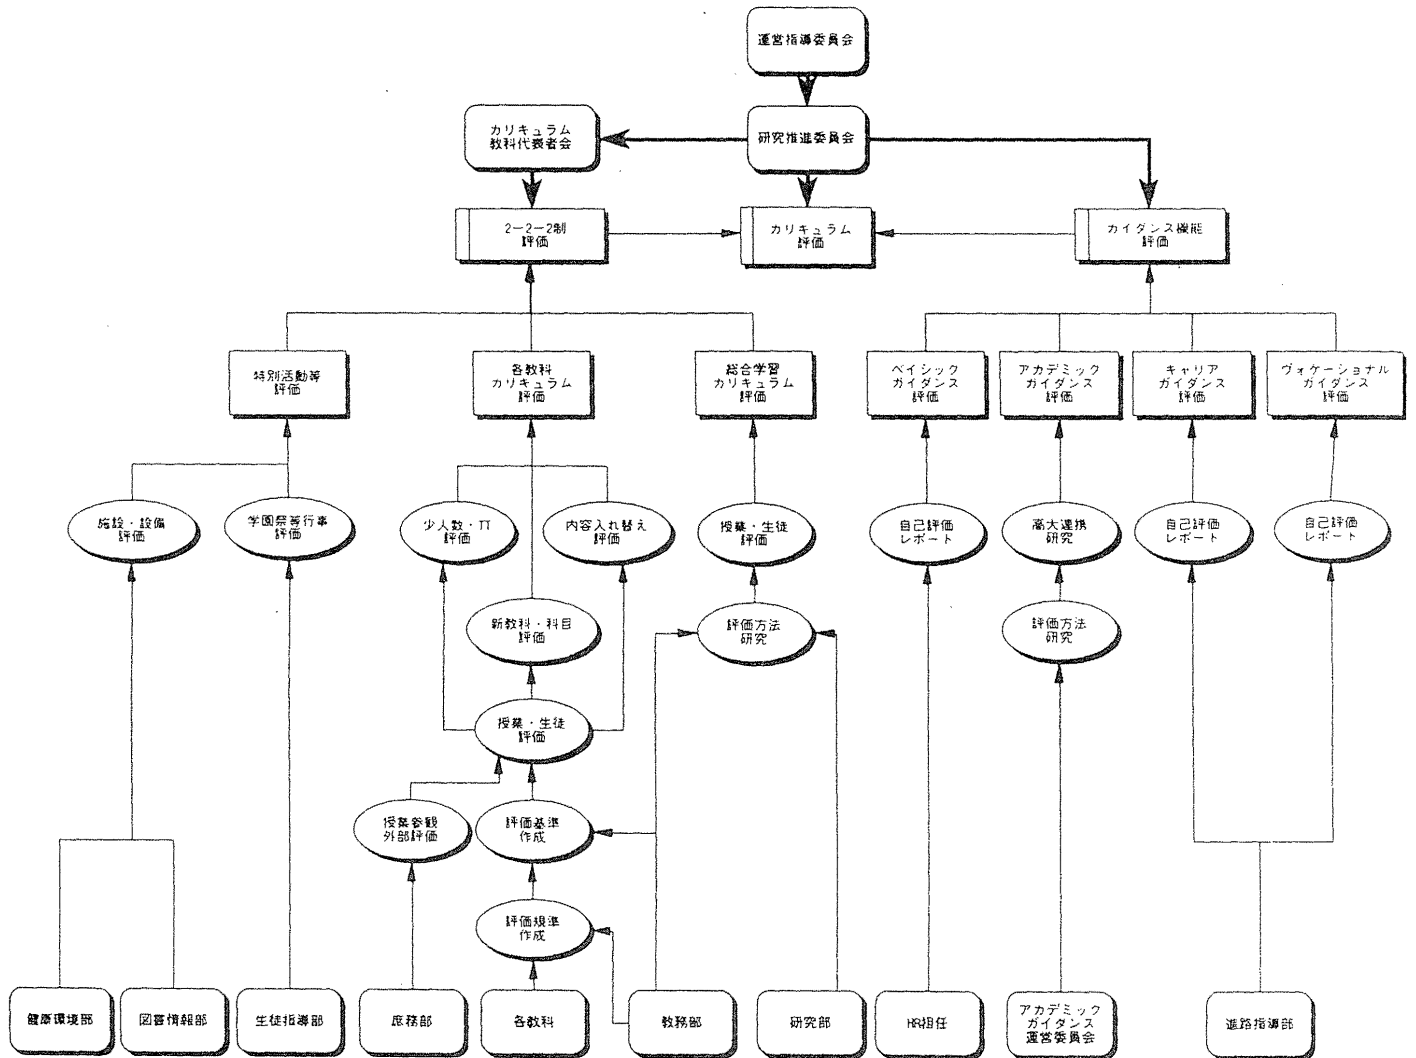 運営指導委員会
カリキュラム
教科代表者会
研究推進委員会
2-2-2制
評価
カリキュラム
評価
ガイダンス機能
評価
特別活動等
評価
各教科
カリキュラム
評価
総合学習
カリキュラム
評価
ベイシック
ガイダンス
評価
アカデミック
ガイダンス
評価
キャリア
ガイダンス
評価
ヴォケーショナル
ガイダンス
評価
施設・設備
評価
学園祭等行事
評価
少人数・TT
評価
内容入れ替え
評価
授業・生徒
評価
自己評価
レポート
高大連携
研究
自己評価
レポート
自己評価
レポート
新教科・科目
評価
評価方法
研究
評価方法
研究
授業・生徒
評価
授業参観
外部評価
評価基準
作成
評価規準
作成
健康環境部
図書情報部
生徒指導部
庶務部
各教科
教務部
研究部
HR担任
アカデミック
ガイダンス
運営委員会
進路指導部